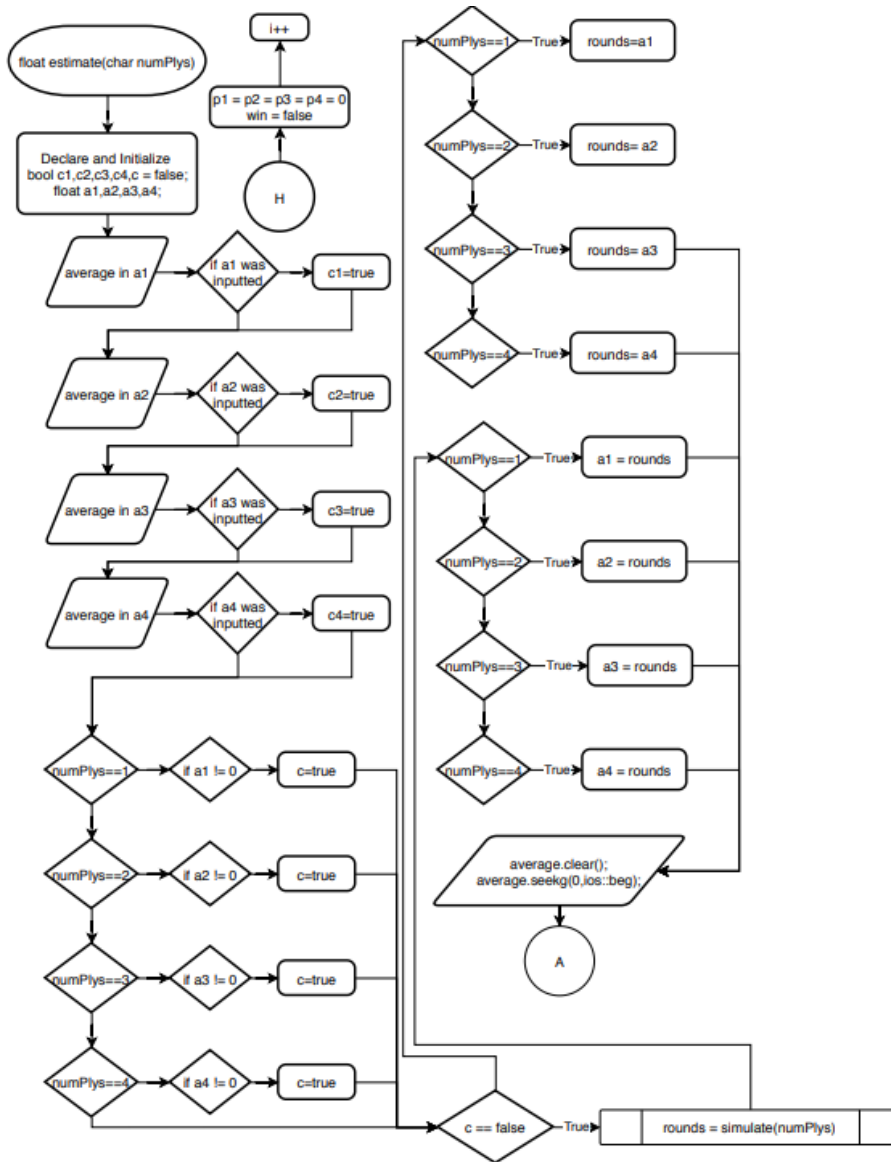 float estimate(char numPlys)
Declare and Initialize
bool c1,c2,c3,c4,c = false;
float a1,a2,a3,a4;
i++
p1 = p2 = p3 = p4 = 0
win = false
H
average in a1
if a1 was
inputted
c1=true
average in a2
if a2 was
inputted
c2=true
average in a3
if a3 was
inputted
c3=true
average in a4
if a4 was
inputted
c4=true
numPlys==1
if a1 != 0
c=true
numPlys==2
if a2 != 0
c=true
numPlys==3
if a3 != 0
c=true
numPlys==4
if a4 != 0
c=true
c == false
True
rounds = simulate(numPlys)
numPlys==1
True
rounds=a1
numPlys==2
True
rounds= a2
numPlys==3
True
rounds= a3
numPlys==4
True
rounds= a4
numPlys==1
True
a1 = rounds
numPlys==2
True
a2 = rounds
numPlys==3
True
a3 = rounds
numPlys==4
True
a4 = rounds
average.clear();
average.seekg(0,ios::beg);
A